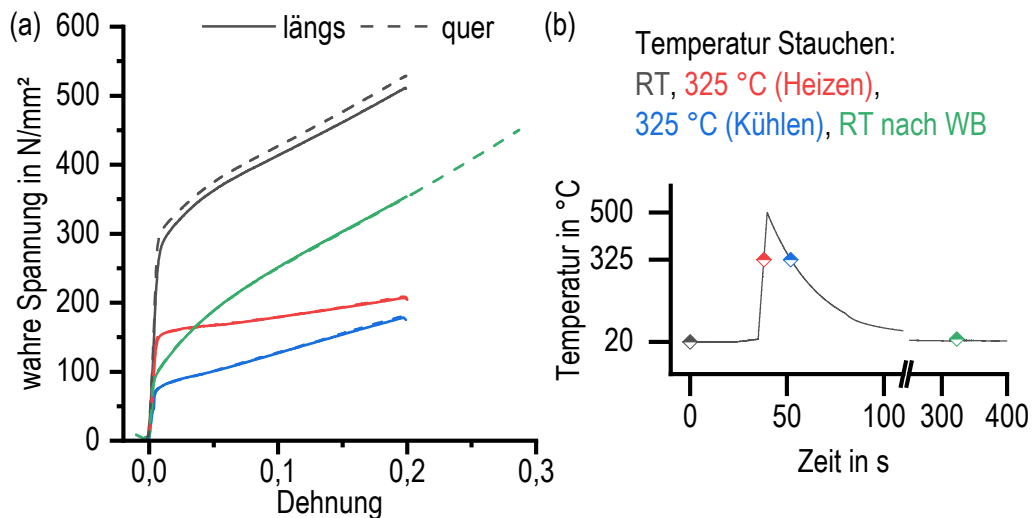 (a)
längs quer
wahre Spannung in N/mm²
600
500
400
300
200
100
0
0,0 0,1 0,2 0,3
Dehnung
(b)
Temperatur Stauchen:
RT, 325 °C (Heizen),
325 °C (Kühlen), RT nach WB
Temperatur in °C
500
325
20
0 50 100 300 400
Zeit in s